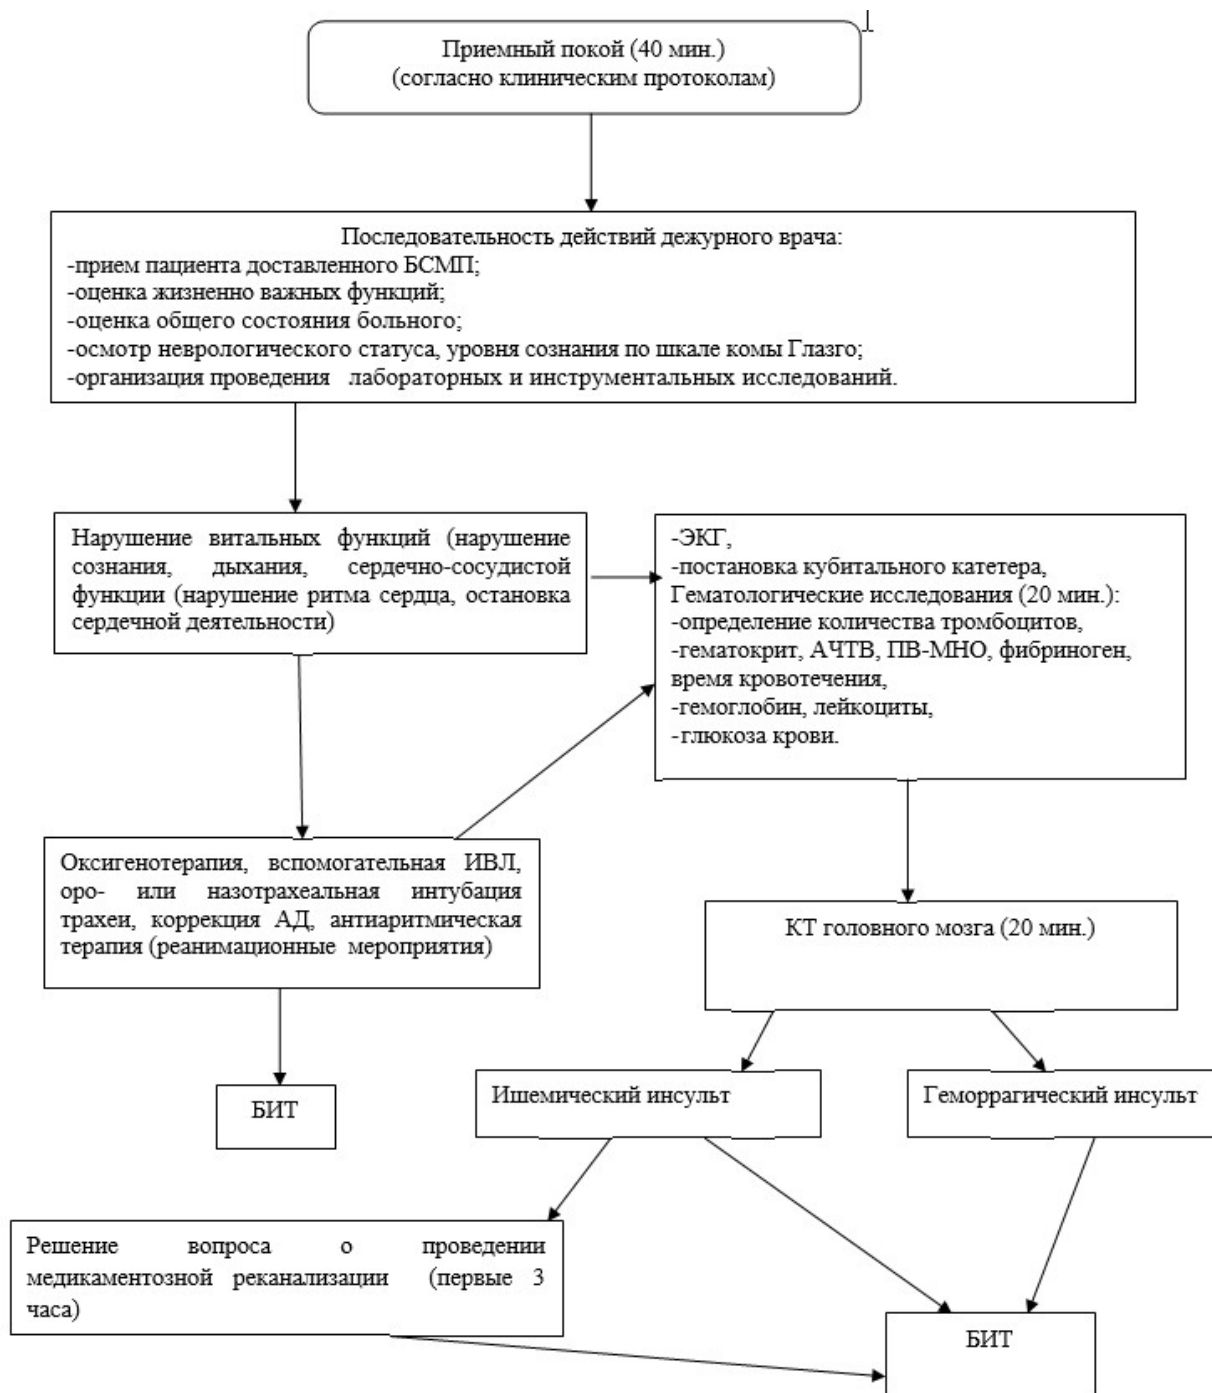 Приемный покой (40 мин.)
(согласно клиническим протоколам)
Последовательность действий дежурного врача:
-прием пациента доставленного БСМП;
-оценка жизненно важных функций;
-оценка общего состояния больного;
-осмотр неврологического статуса, уровня сознания по шкале комы Глазго;
-организация проведения лабораторных и инструментальных исследований.
Нарушение витальных функций (нарушение
сознания, дыхания, сердечно-сосудистой
функции (нарушение ритма сердца, остановка
сердечной деятельности)
-ЭКГ,
-постановка кубитального катетера,
Гематологические исследования (20 мин.):
-определение количества тромбоцитов,
-гематокрит, АЧТВ, ПВ-МНО, фибриноген,
время кровотечения,
-гемоглобин, лейкоциты,
-глюкоза крови.
Оксигенотерапия, вспомогательная ИВЛ,
оро- или назотрахеальная интубация
трахеи, коррекция АД, антиаритмическая
терапия (реанимационные мероприятия)
КТ головного мозга (20 мин.)
БИТ
Ишемический инсульт
Геморрагический инсульт
Решение вопроса о проведении
медикаментозной реканализации (первые 3
часа)
БИТ